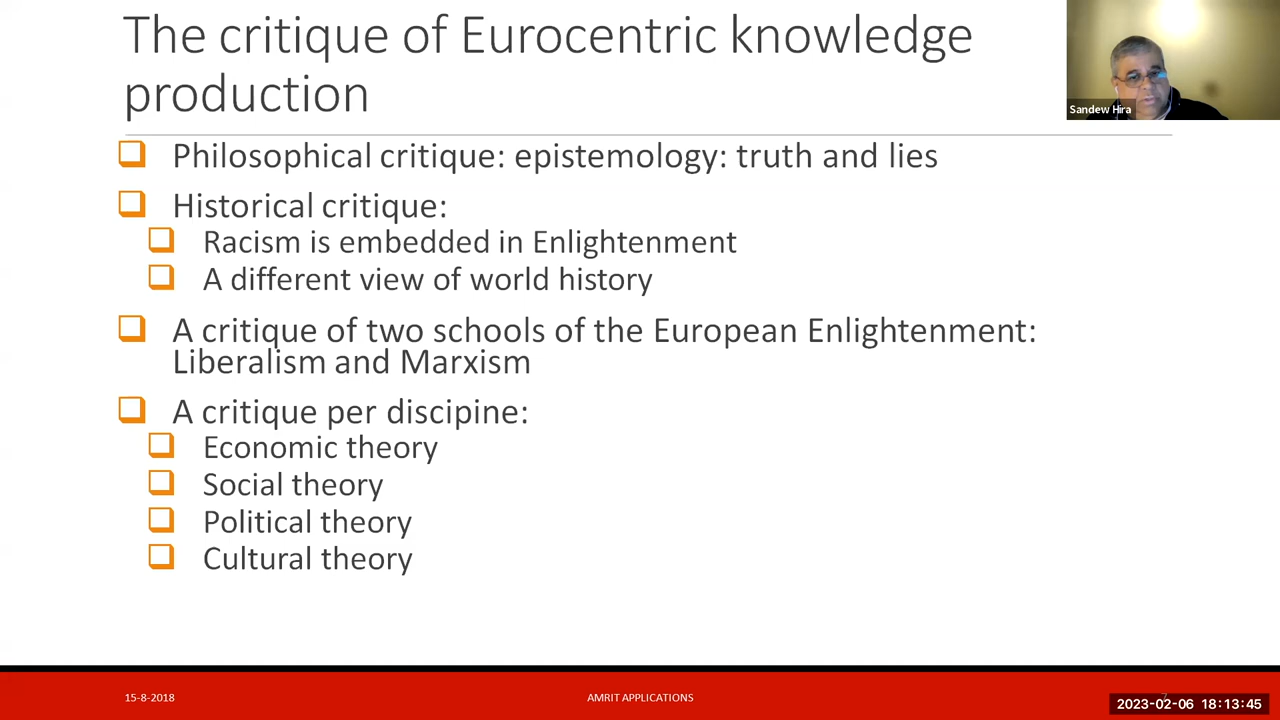 The critique of Eurocentric knowledge
production
Sandew Hira
Philosophical critique: epistemology: truth and lies
Historical critique:
Racism is embedded in Enlightenment
A different view of world history
A critique of two schools of the European Enlightenment:
Liberalism and Marxism
A critique per discipine:
Economic theory
Social theory
Political theory
Cultural theory
15-8-2018
AMRIT APPLICATIONS
2023-02-06 18:13:45